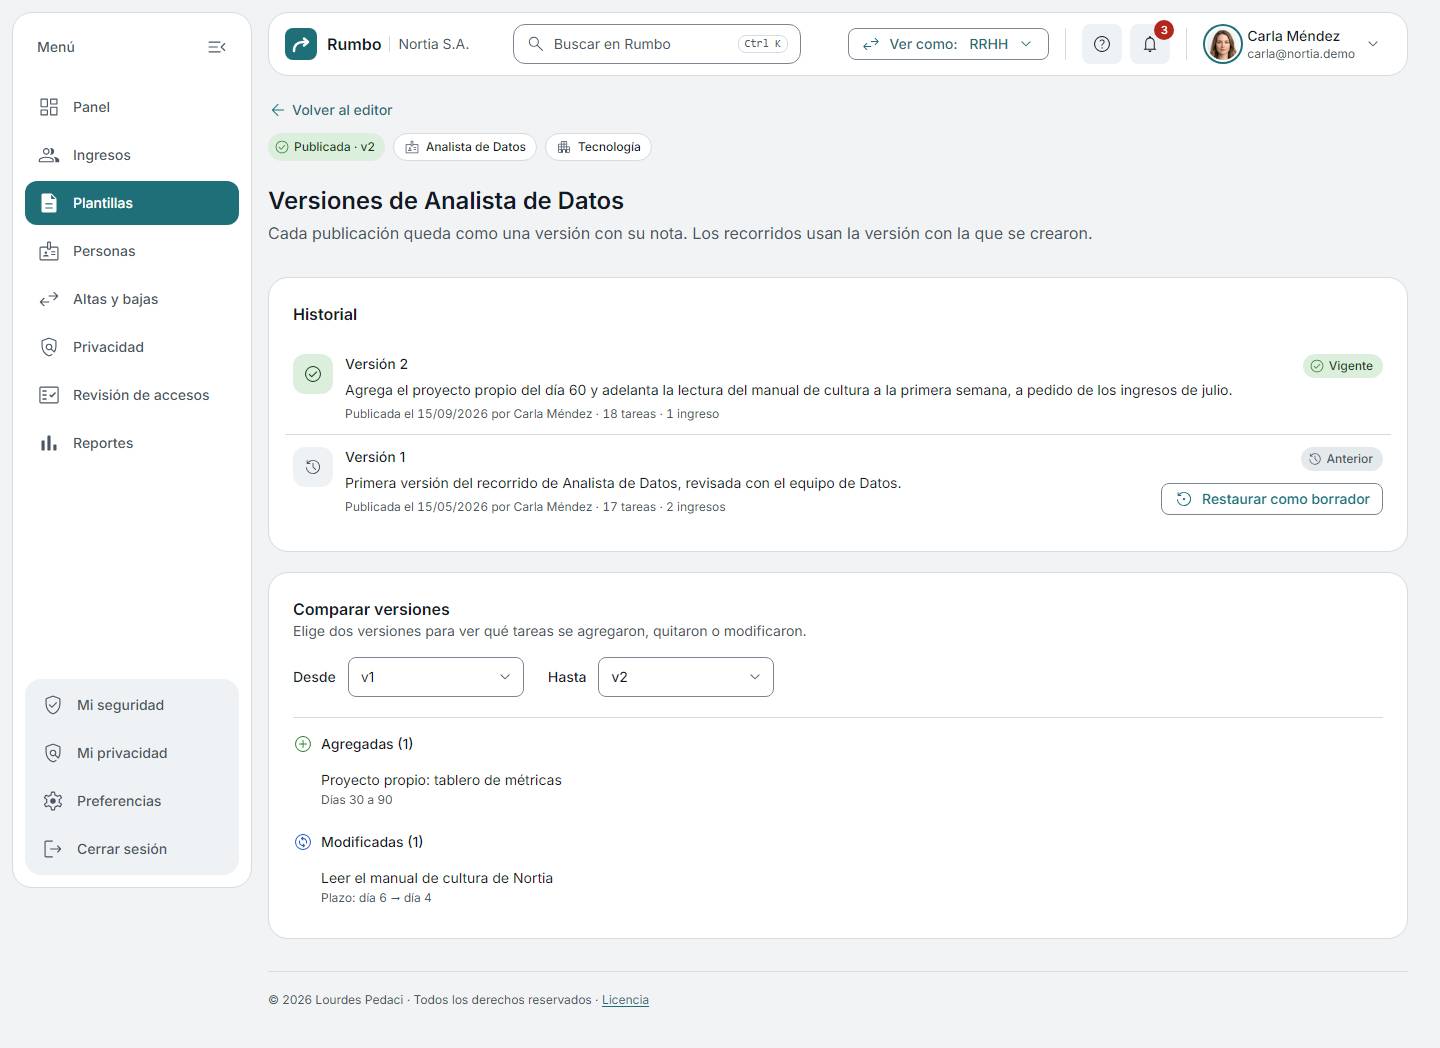 Menú
Panel
Ingresos
Plantillas
Personas
Altas y bajas
Privacidad
Revisión de accesos
Reportes
Mi seguridad
Mi privacidad
Preferencias
Cerrar sesión
Rumbo
Nortia S.A.
Buscar en Rumbo
Ctrl K
Ver como: RRHH
3
Carla Méndez
carla@nortia.demo
Volver al editor
Publicada · v2
Analista de Datos
Tecnología
Versiones de Analista de Datos
Cada publicación queda como una versión con su nota. Los recorridos usan la versión con la que se crearon.
Historial
Versión 2
Vigente
Agrega el proyecto propio del día 60 y adelanta la lectura del manual de cultura a la primera semana, a pedido de los ingresos de julio.
Publicada el 15/09/2026 por Carla Méndez · 18 tareas · 1 ingreso
Versión 1
Anterior
Primera versión del recorrido de Analista de Datos, revisada con el equipo de Datos.
Publicada el 15/05/2026 por Carla Méndez · 17 tareas · 2 ingresos
Restaurar como borrador
Comparar versiones
Elige dos versiones para ver qué tareas se agregaron, quitaron o modificaron.
Desde v1 Hasta v2
Agregadas (1)
Proyecto propio: tablero de métricas
Días 30 a 90
Modificadas (1)
Leer el manual de cultura de Nortia
Plazo: día 6 → día 4
© 2026 Lourdes Pedaci · Todos los derechos reservados · Licencia